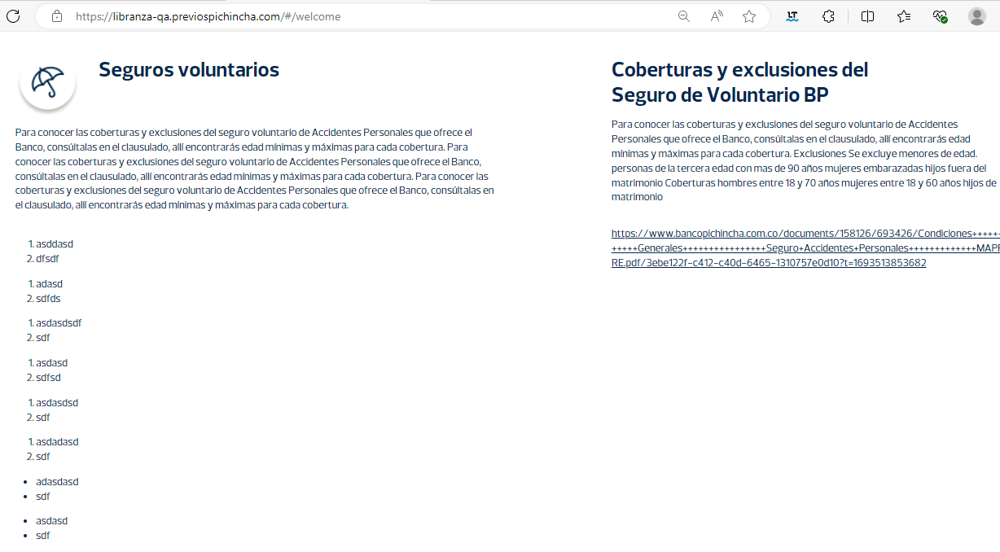 https://libranza-qa.previospichincha.com/#/welcome
LT
Seguros voluntarios
Para conocer las coberturas y exclusiones del seguro voluntario de Accidentes Personales que ofrece el
Banco, consúltalas en el clausulado, allí encontrarás edad mínimas y máximas para cada cobertura. Para
conocer las coberturas y exclusiones del seguro voluntario de Accidentes Personales que ofrece el Banco,
consúltalas en el clausulado, allí encontrarás edad mínimas y máximas para cada cobertura. Para conocer las
coberturas y exclusiones del seguro voluntario de Accidentes Personales que ofrece el Banco, consúltalas en
el clausulado, allí encontrarás edad mínimas y máximas para cada cobertura.
1. asddasd
2. dfsdf
1. adasd
2. sdfds
1. asdasdsdf
2. sdf
1. asdasd
2. sdfsd
1. asdasdsd
2. sdf
1. asdadasd
2. sdf
• adasdasd
• sdf
• asdasd
• sdf
Coberturas y exclusiones del
Seguro de Voluntario BP
Para conocer las coberturas y exclusiones del seguro voluntario de Accidentes
Personales que ofrece el Banco, consúltalas en el clausulado, allí encontrarás edad
mínimas y máximas para cada cobertura. Exclusiones Se excluye menores de edad.
personas de la tercera edad con mas de 90 años mujeres embarazadas hijos fuera del
matrimonio Coberturas hombres entre 18 y 70 años mujeres entre 18 y 60 años hijos de
matrimonio
https://www.bancopichincha.com.co/documents/158126/693426/Condiciones+++++
+++++Generales++++++++++++++++Seguro+Accidentes+Personales+++++++++++++MAPF
RE.pdf/3ebe122f-c412-c40d-6465-1310757e0d10?t=1693513853682